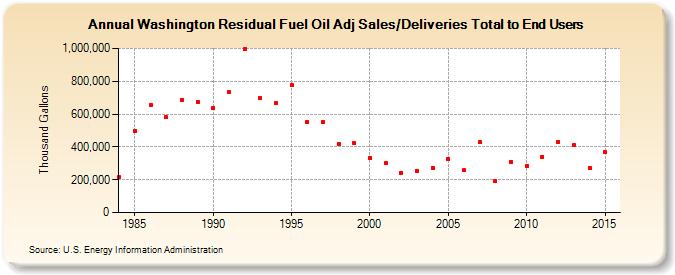 Annual Washington Residual Fuel Oil Adj Sales/Deliveries Total to End Users
Thousand Gallons
1,000,000
800,000
600,000
400,000
200,000
0
1985 1990 1995 2000 2005 2010 2015
Source: U.S. Energy Information Administration